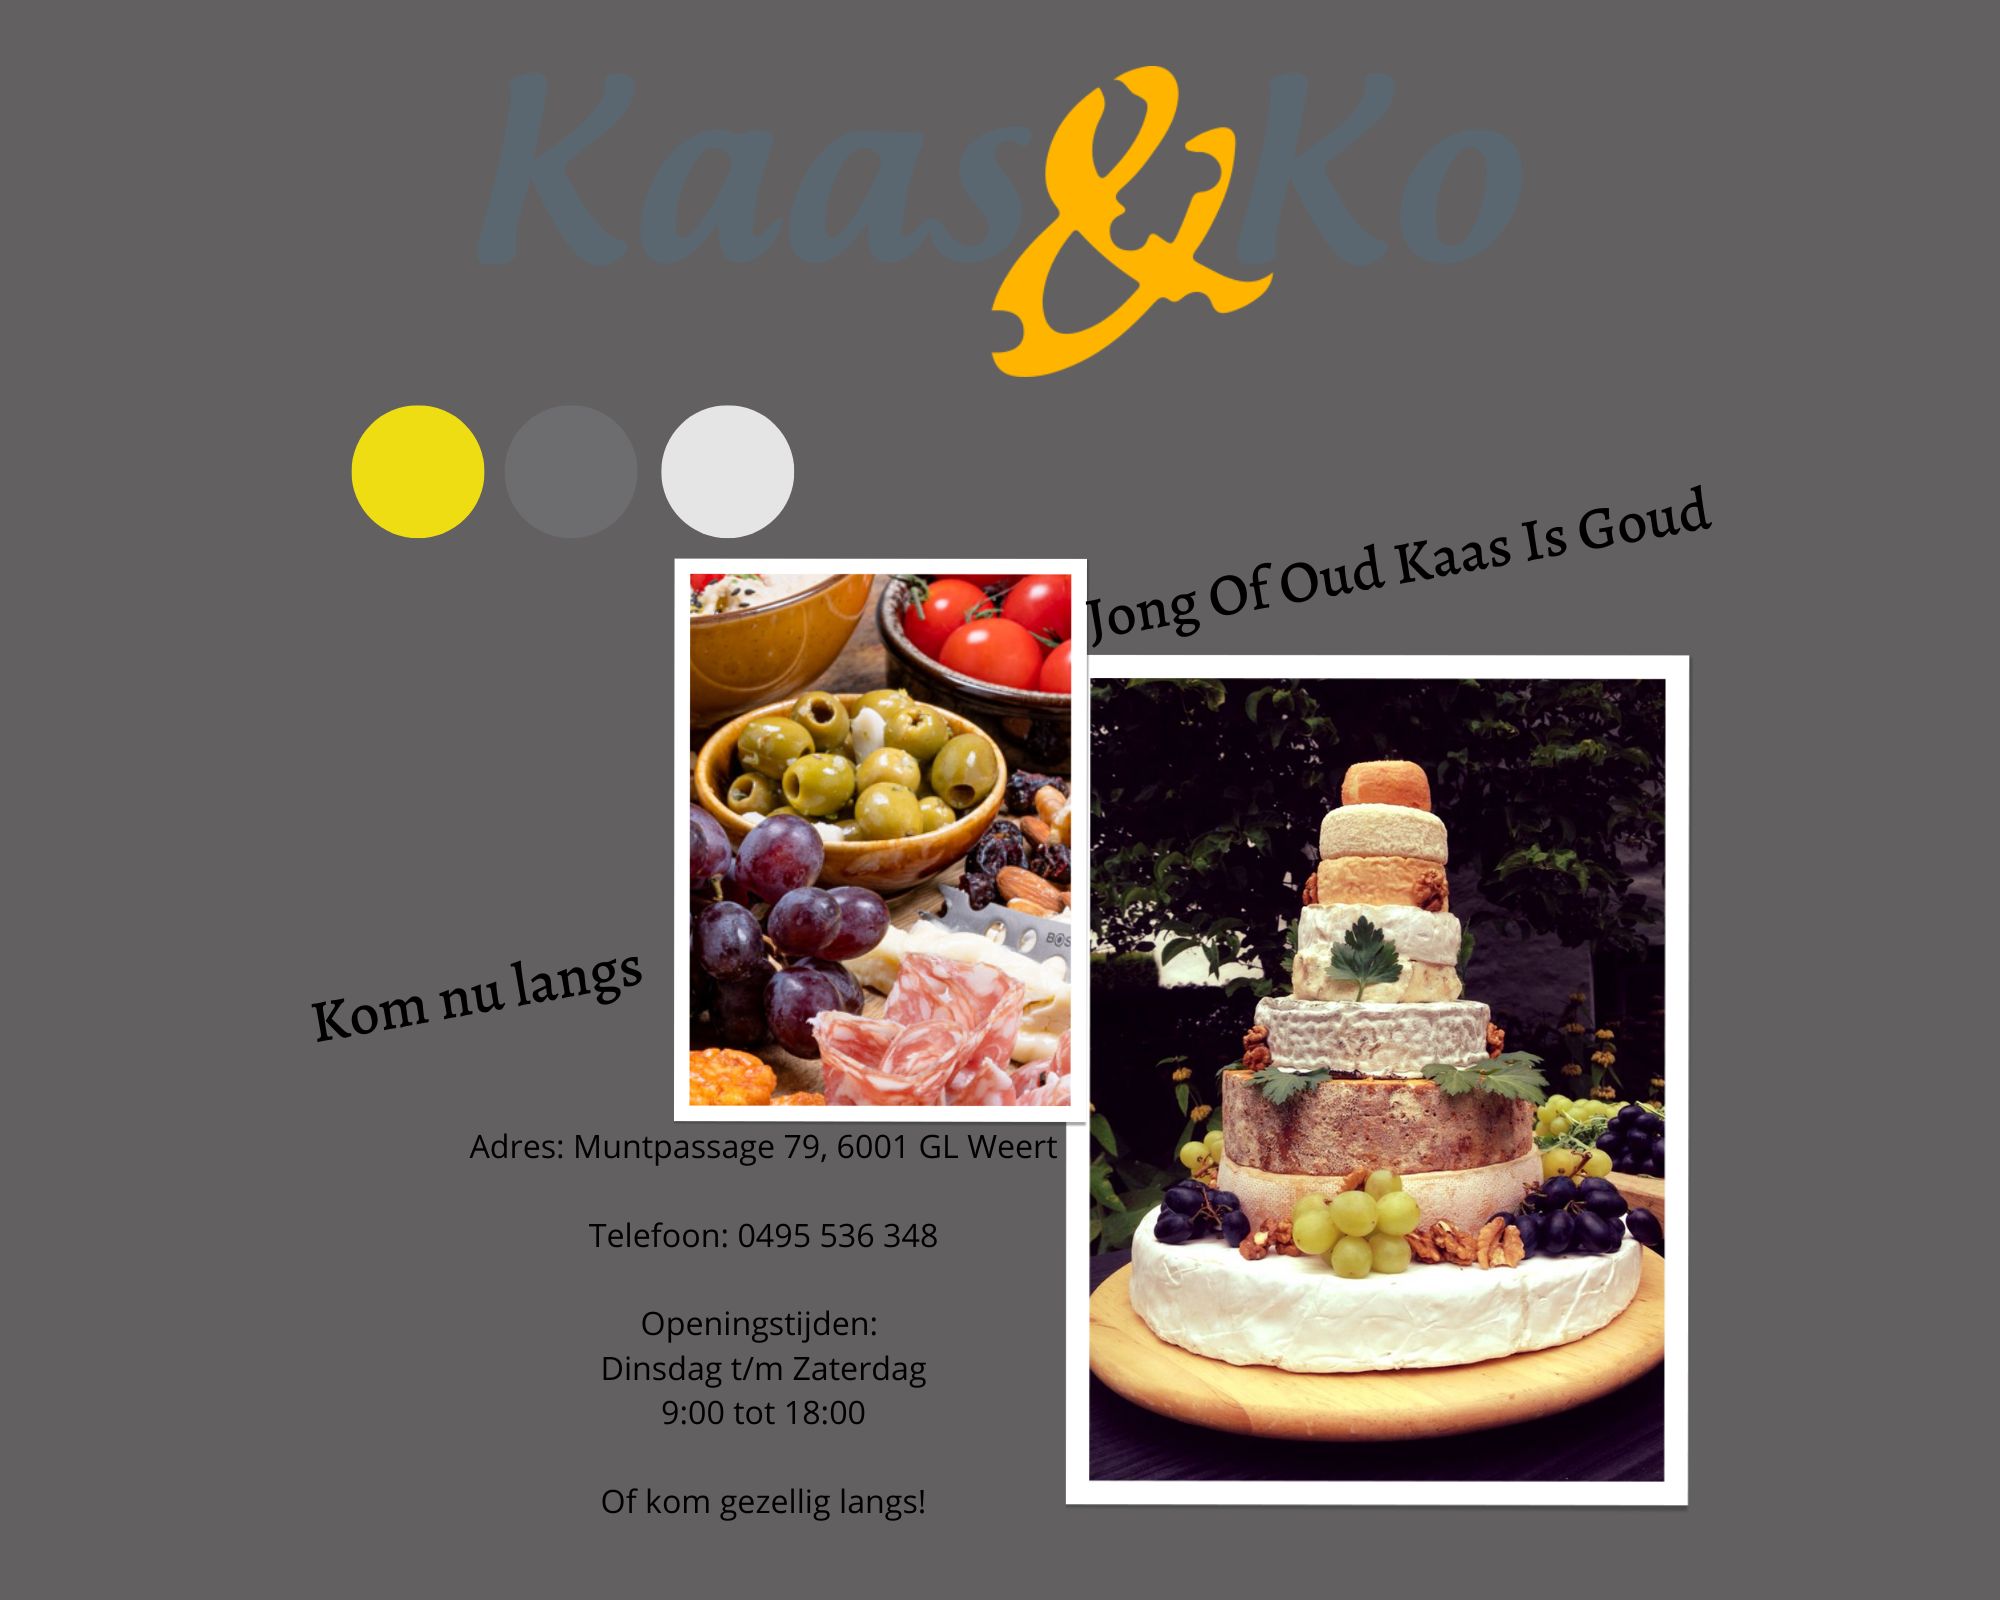 Kaas&Ko
Jong Of Oud Kaas Is Goud
Kom nu langs
Adres: Muntpassage 79, 6001 GL Weert
Telefoon: 0495 536 348
Openingstijden:
Dinsdag t/m Zaterdag
9:00 tot 18:00
Of kom gezellig langs!